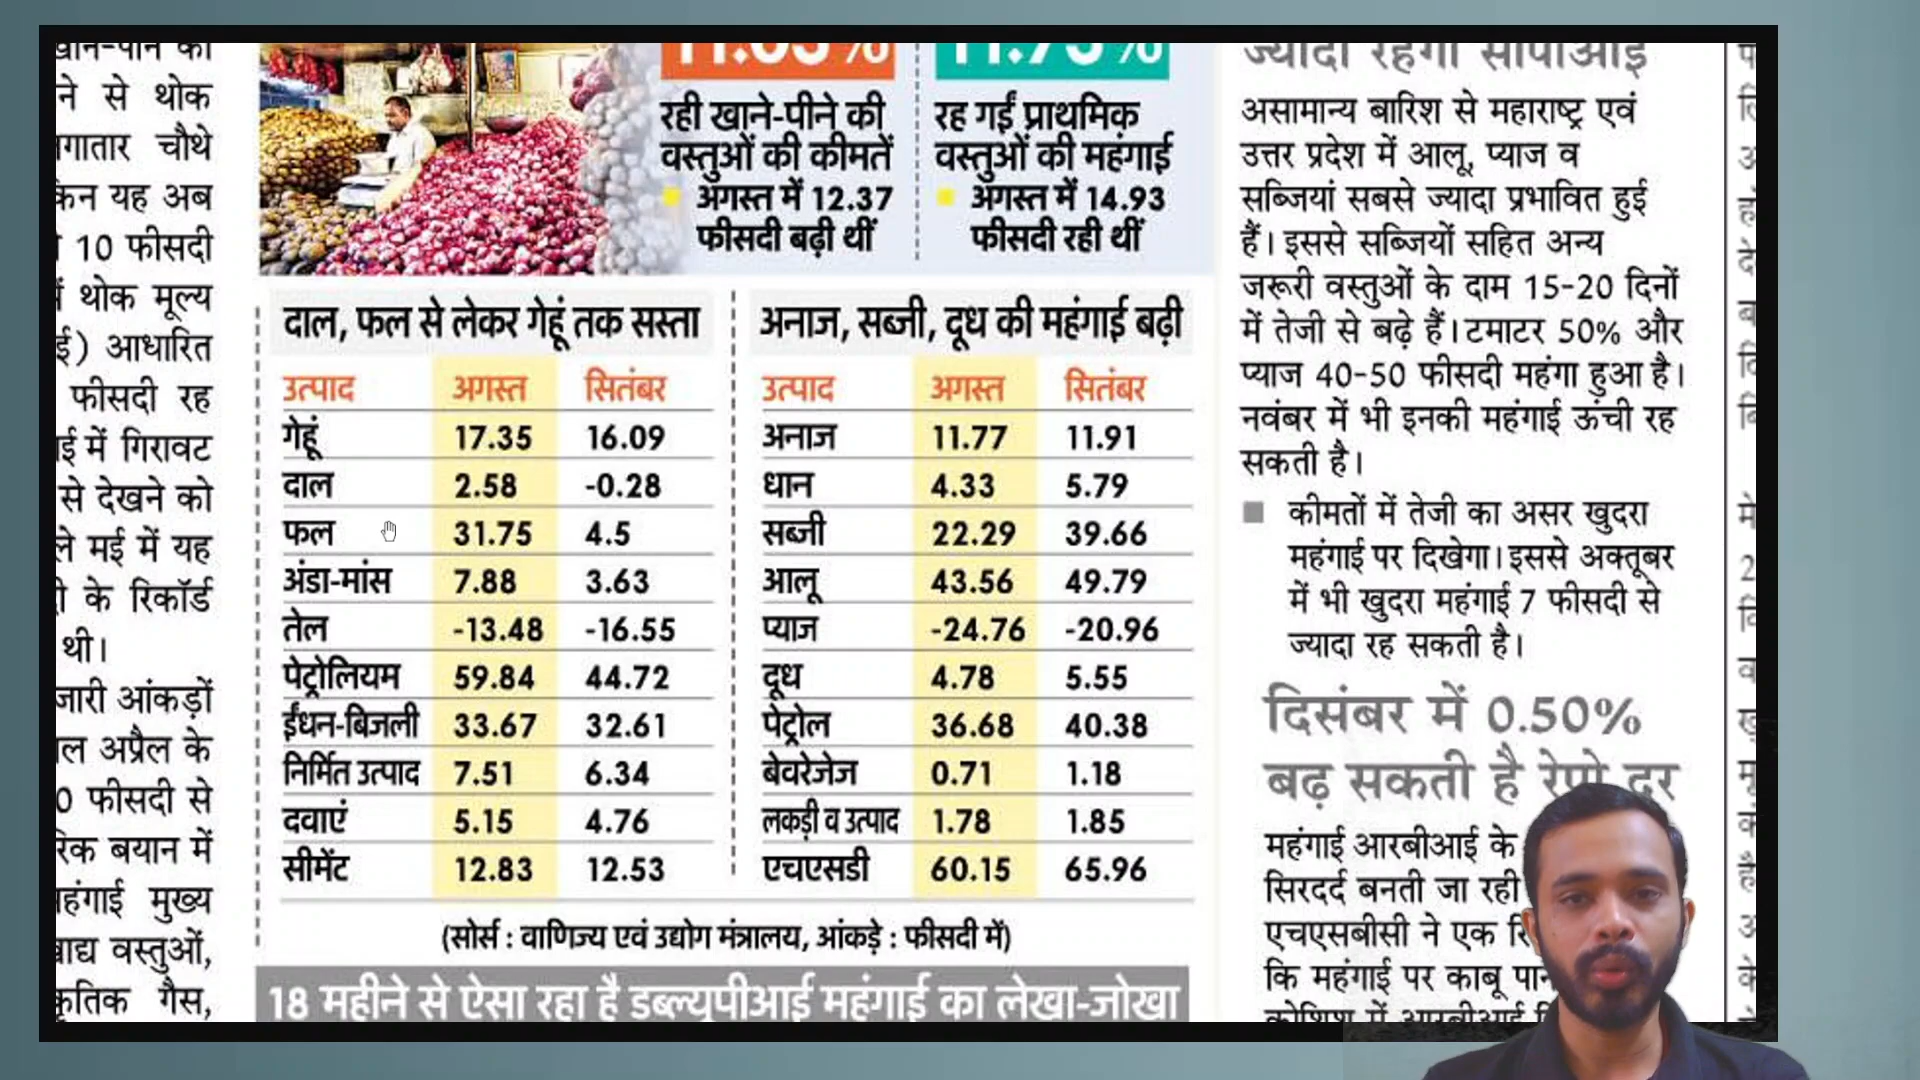 ने से थोक
गातार चौथे
यह अब
10 फीसदी
थोक मूल्य
आधारित
फीसदी रह
में गिरावट
से देखने को
मई में यह
के रिकॉर्ड
थी।
जारी आंकड़ों
अप्रैल के
फीसदी से
बयान में
महंगाई मुख्य
वस्तुओं,
गैस,
रही खाने-पीने की
वस्तुओं की कीमतें
अगस्त में 12.37
फीसदी बढ़ी थीं
रह गईं प्राथमिक
वस्तुओं की महंगाई
अगस्त में 14.93
फीसदी रही थीं
दाल, फल से लेकर गेहूं तक सस्ता
उत्पाद अगस्त सितंबर
गेहूं 17.35 16.09
दाल 2.58 -0.28
फल 31.75 4.5
अंडा-मांस 7.88 3.63
तेल -13.48 -16.55
पेट्रोलियम 59.84 44.72
ईंधन-बिजली 33.67 32.61
निर्मित उत्पाद 7.51 6.34
दवाएं 5.15 4.76
सीमेंट 12.83 12.53
अनाज, सब्जी, दूध की महंगाई बढ़ी
उत्पाद अगस्त सितंबर
अनाज 11.77 11.91
धान 4.33 5.79
सब्जी 22.29 39.66
आलू 43.56 49.79
प्याज -24.76 -20.96
दूध 4.78 5.55
पेट्रोल 36.68 40.38
बेवरेजेज 0.71 1.18
लकड़ी व उत्पाद 1.78 1.85
एचएसडी 60.15 65.96
(सोर्स : वाणिज्य एवं उद्योग मंत्रालय, आंकड़े : फीसदी में)
18 महीने से ऐसा रहा है डब्ल्यूपीआई महंगाई का लेखा-जोखा
ज्यादा रहेगी सीपीआई
असामान्य बारिश से महाराष्ट्र एवं
उत्तर प्रदेश में आलू, प्याज व
सब्जियां सबसे ज्यादा प्रभावित हुई
हैं। इससे सब्जियों सहित अन्य
जरूरी वस्तुओं के दाम 15-20 दिनों
में तेजी से बढ़े हैं। टमाटर 50% और
प्याज 40-50 फीसदी महंगा हुआ है।
नवंबर में भी इनकी महंगाई ऊंची रह
सकती है।
कीमतों में तेजी का असर खुदरा
महंगाई पर दिखेगा। इससे अक्तूबर
में भी खुदरा महंगाई 7 फीसदी से
ज्यादा रह सकती है।
दिसंबर में 0.50%
बढ़ सकती है रेपो दर
महंगाई आरबीआई के
सिरदर्द बनती जा रही
एचएसबीसी ने एक
कि महंगाई पर काबू
कोशिश में आरबीआई